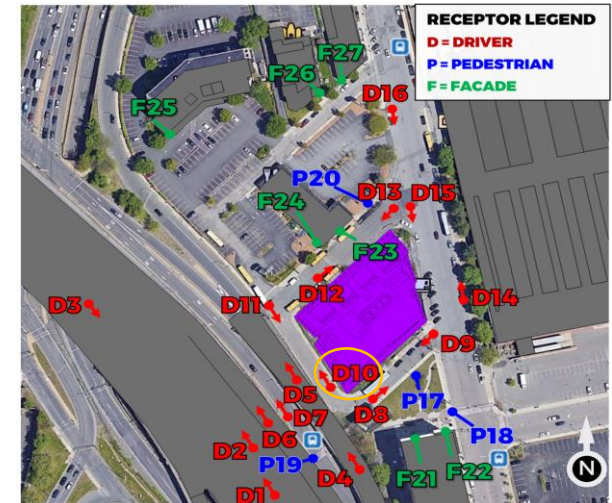 RECEPTOR LEGEND
D = DRIVER
P = PEDESTRIAN
F = FACADE
F27
F26
F25
D16
P20
D13
D15
F24
F23
D12
D3
D11
D14
D9
D10
D5
D8
P17
D7
D6
P18
D2
P19
D4
F21
F22
D1
N